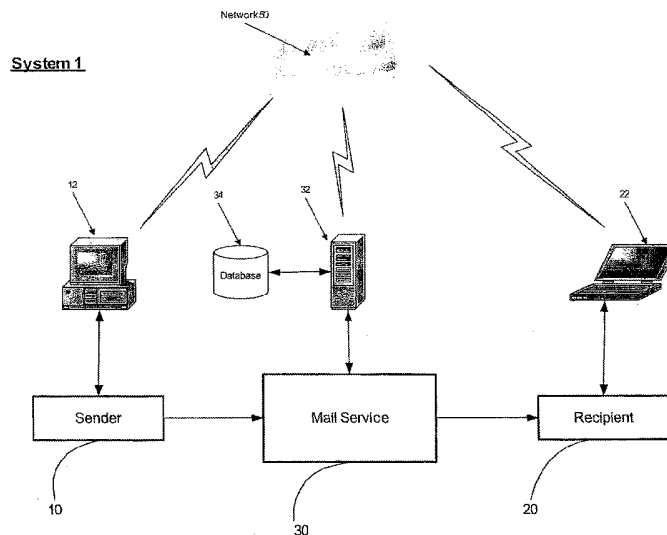 Network50
System 1
12
34
32
22
Database
Sender
Mail Service
Recipient
10
30
20